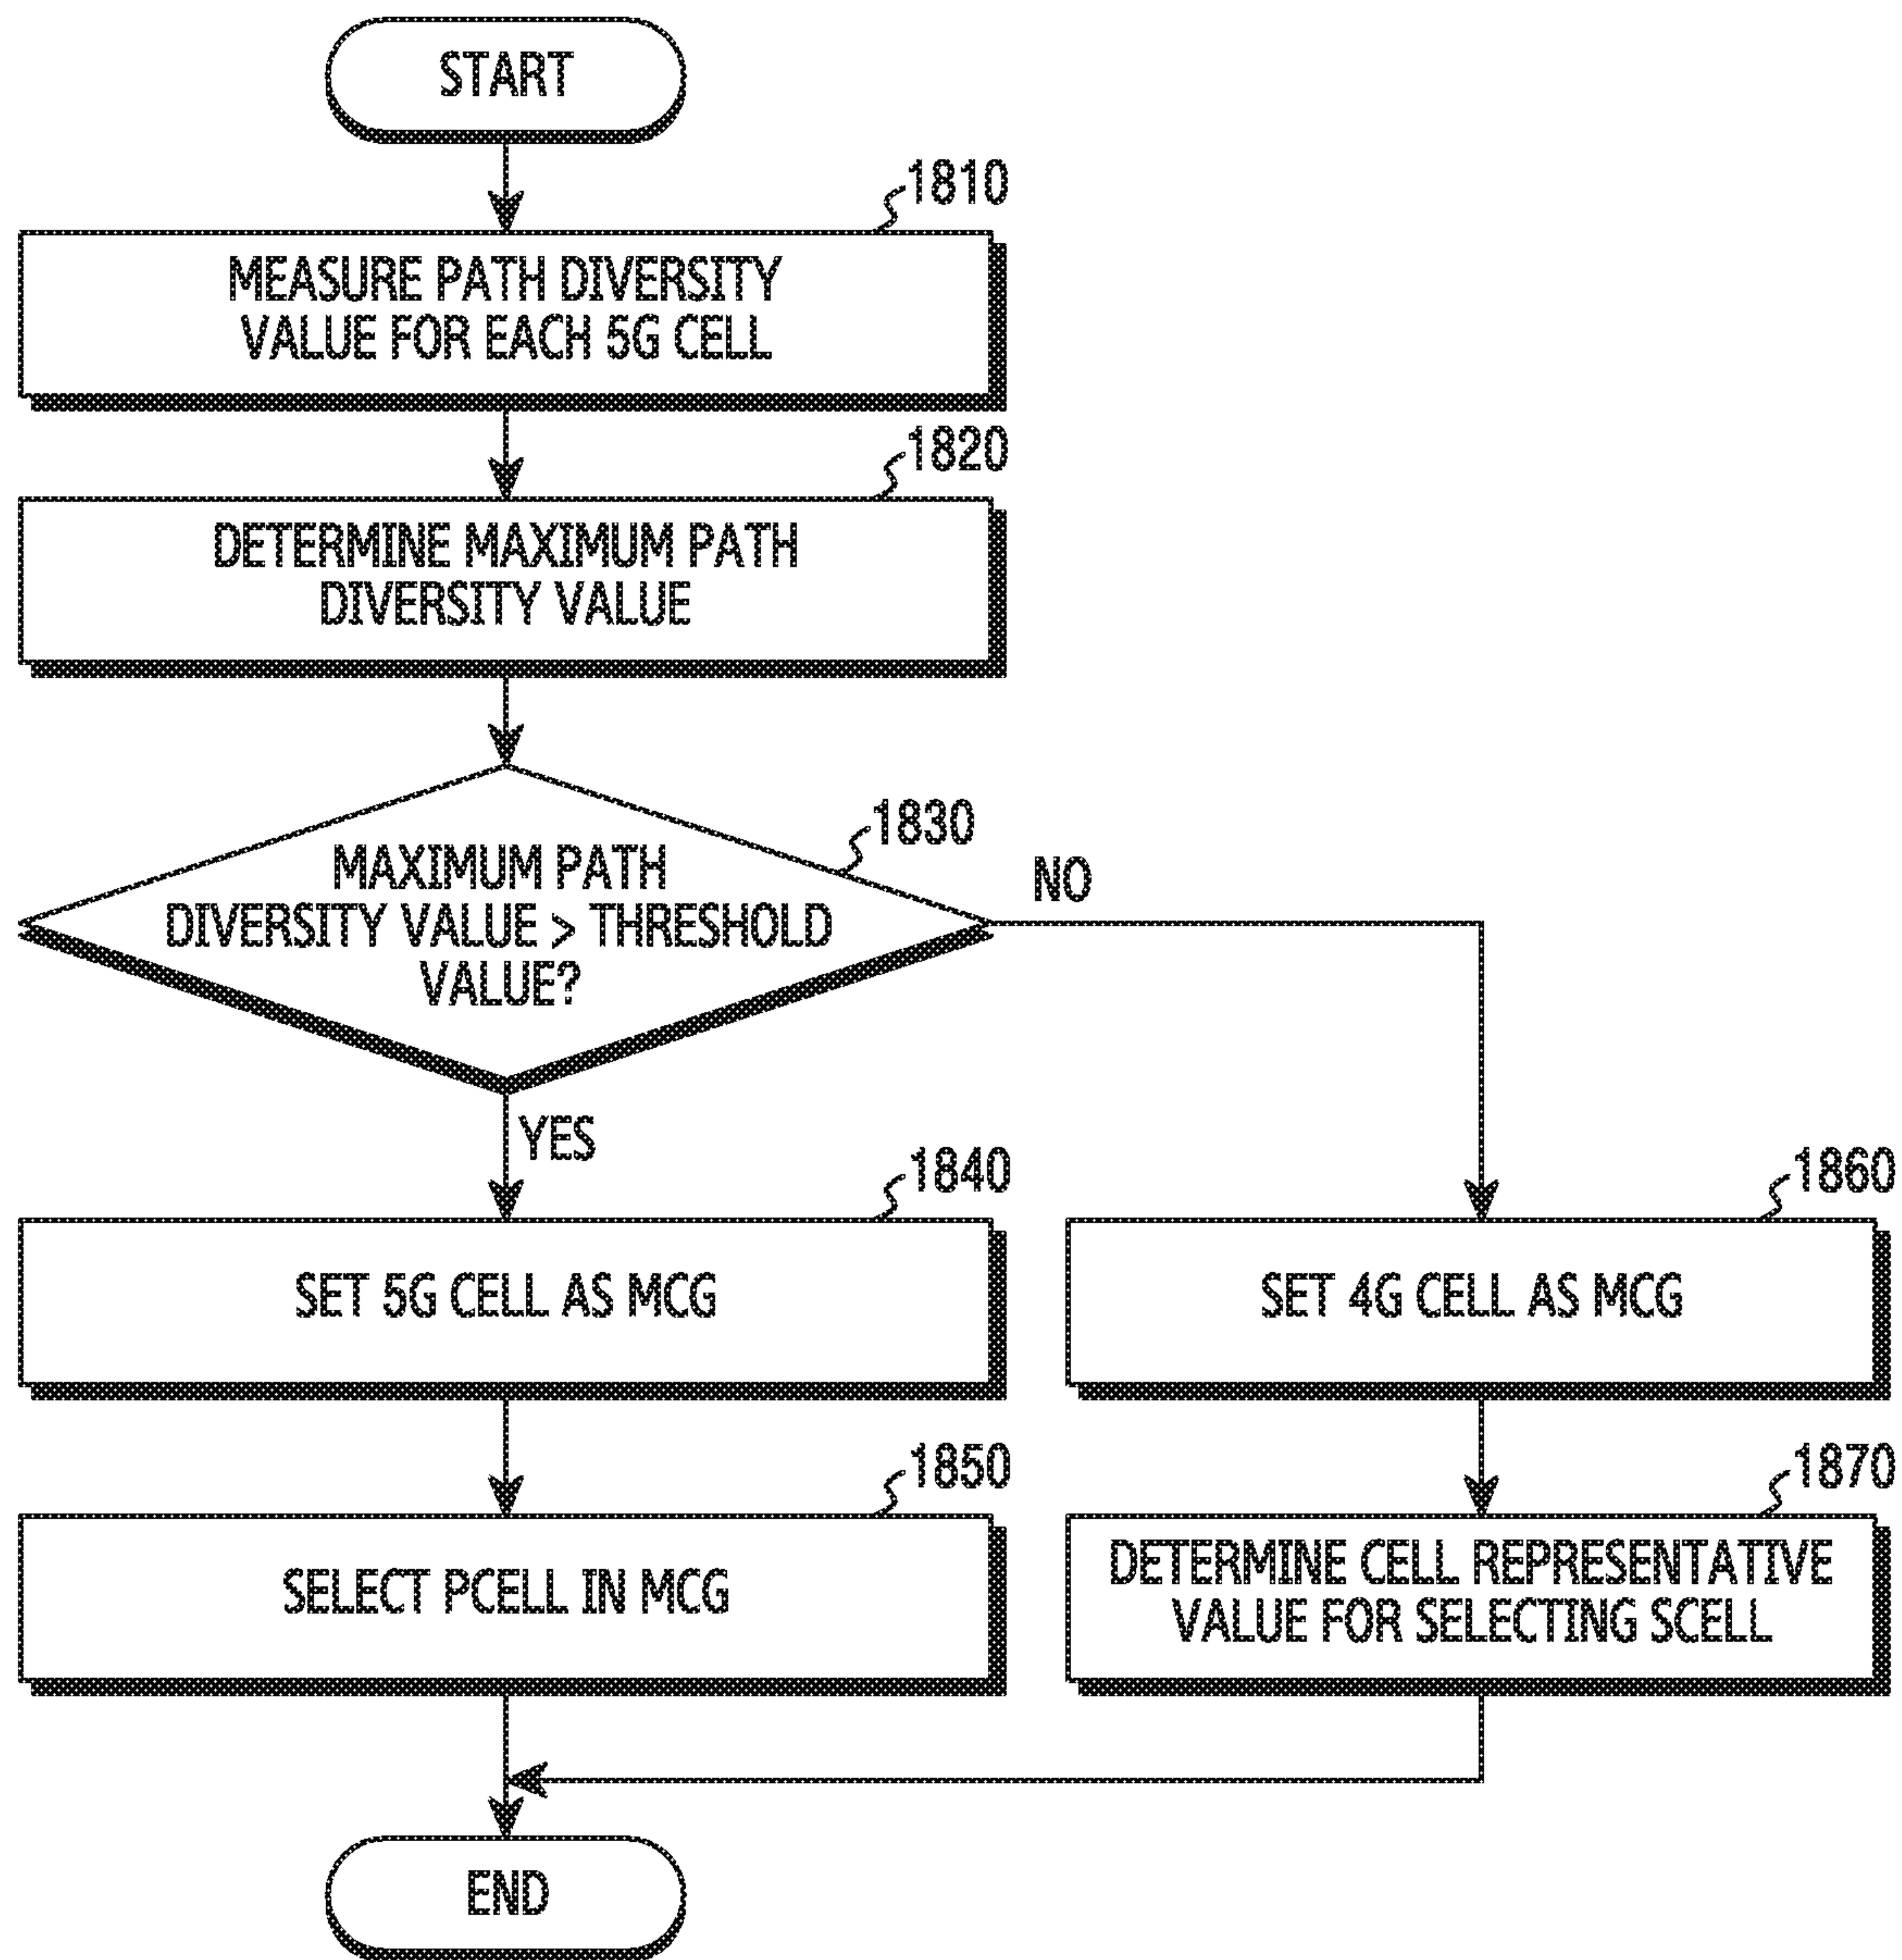 START
1810
MEASURE PATH DIVERSITY
VALUE FOR EACH 5G CELL
1820
DETERMINE MAXIMUM PATH
DIVERSITY VALUE
1830
MAXIMUM PATH
DIVERSITY VALUE > THRESHOLD
VALUE?
NO
YES
1840
SET 5G CELL AS MCG
1850
SELECT PCELL IN MCG
1860
SET 4G CELL AS MCG
1870
DETERMINE CELL REPRESENTATIVE
VALUE FOR SELECTING SCELL
END